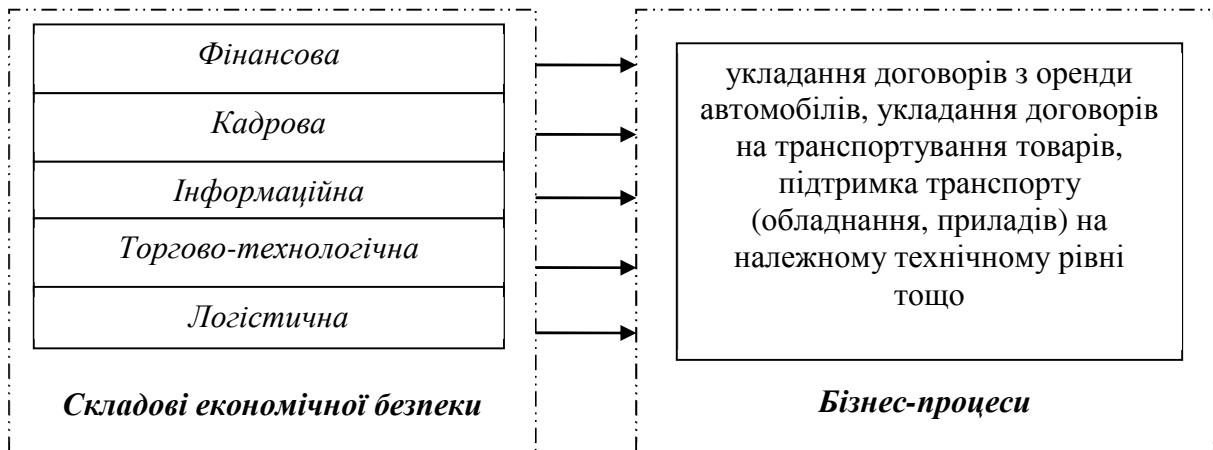 Фінансова
Кадрова
Інформаційна
Торгово-технологічна
Логістична
Складові економічної безпеки
укладання договорів з оренди
автомобілів, укладання договорів
на транспортування товарів,
підтримка транспорту
(обладнання, приладів) на
належному технічному рівні
тощо
Бізнес-процеси